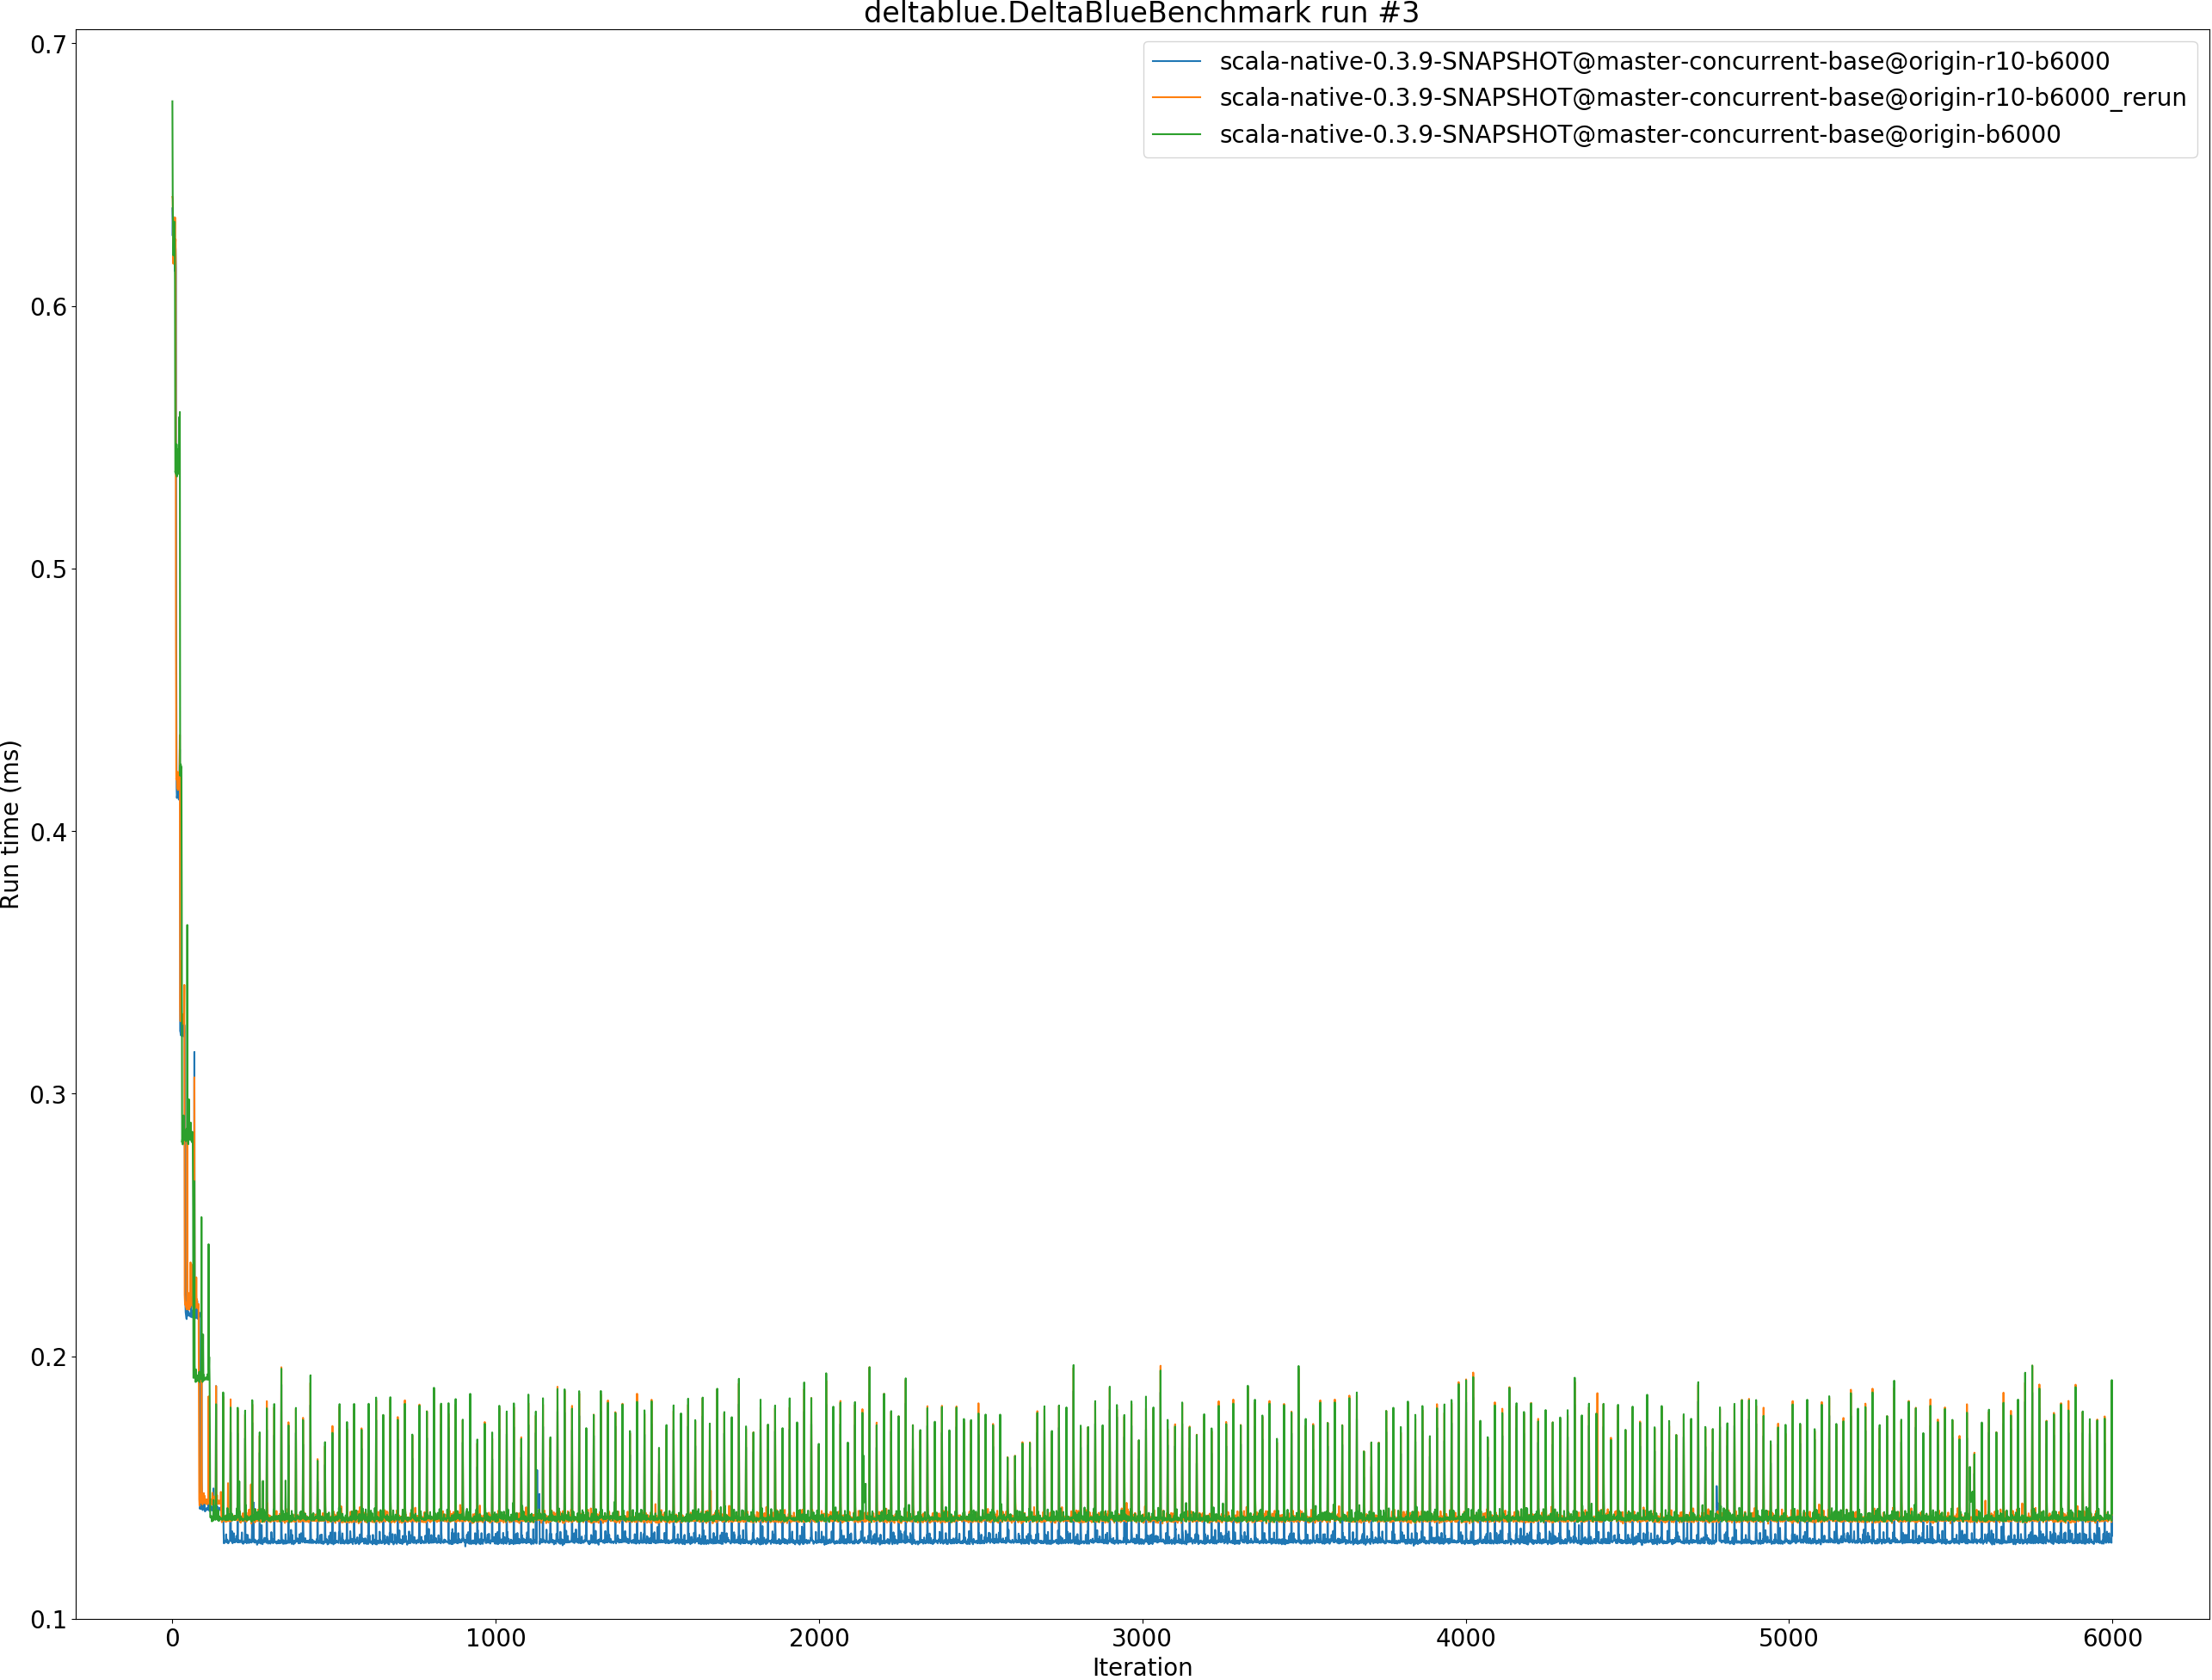 deltablue.DeltaBlueBenchmark run #3
scala-native-0.3.9-SNAPSHOT@master-concurrent-base@origin-r10-b6000
scala-native-0.3.9-SNAPSHOT@master-concurrent-base@origin-r10-b6000_rerun
scala-native-0.3.9-SNAPSHOT@master-concurrent-base@origin-b6000
Run time (ms)
0.7
0.6
0.5
0.4
0.3
0.2
0.1
0 1000 2000 3000 4000 5000 6000
Iteration